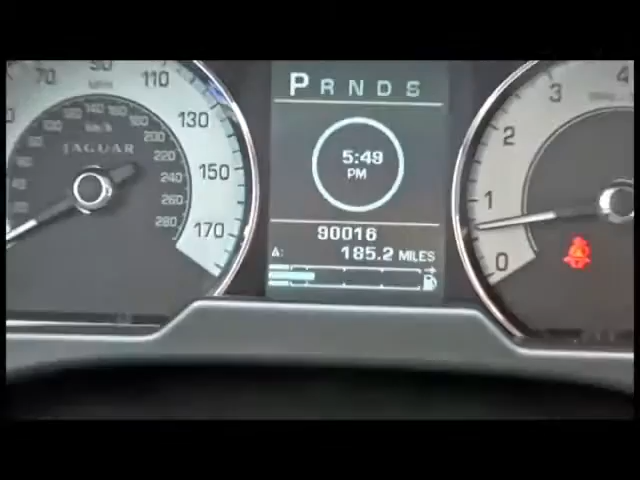 70 90 110 130 150 170
MPH
120 140 160 180 200 220 240 260 280
km/h
JAGUAR
P R N D S
5:49
PM
90016
A: 185.2 MILES
0 1 2 3 4